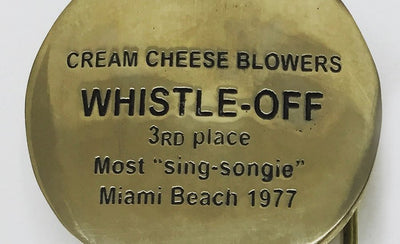 CREAM CHEESE BLOWERS
WHISTLE-OFF
3RD place
Most "sing-songie"
Miami Beach 1977